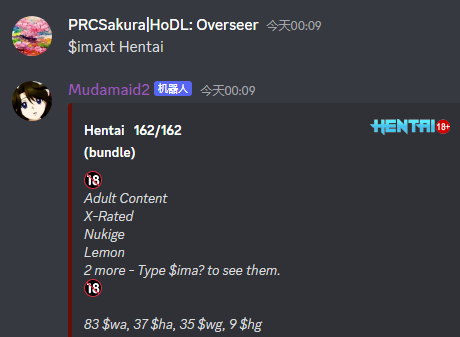 PRCSakura|HoDL: Overseer 今天00:09
$imaxt Hentai
Mudamaid2 机器人 今天00:09
Hentai 162/162
HENTAI 18+
(bundle)
18
Adult Content
X-Rated
Nukige
Lemon
2 more - Type $ima? to see them.
18
83 $wa, 37 $ha, 35 $wg, 9 $hg